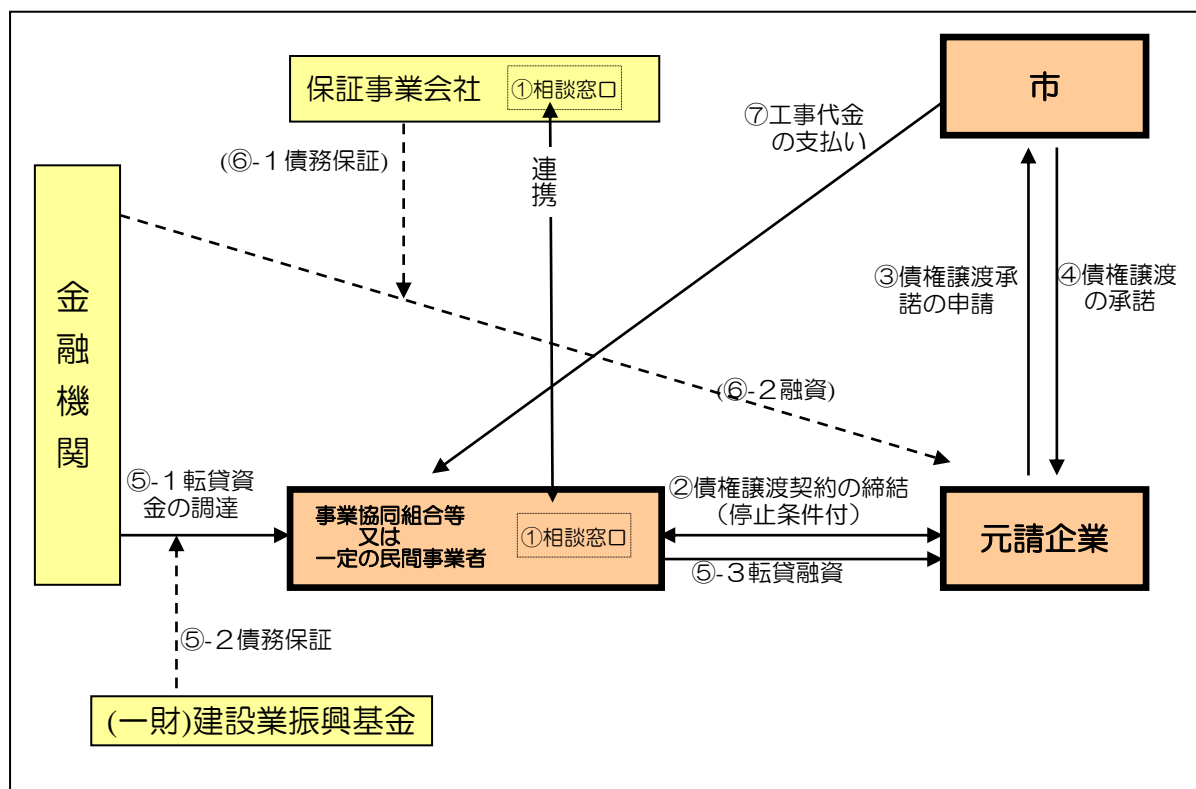 保証事業会社 ①相談窓口
市
⑦工事代金
の支払い
(⑥-１債務保証)
連
携
金
融
機
関
③債権譲渡承
諾の申請
④債権譲渡
の承諾
(⑥-２融資)
⑤-１転貸資
金の調達
事業協同組合等
又は
一定の民間事業者
①相談窓口
②債権譲渡契約の締結
（停止条件付）
元請企業
⑤-３転貸融資
⑤-２債務保証
(一財)建設業振興基金